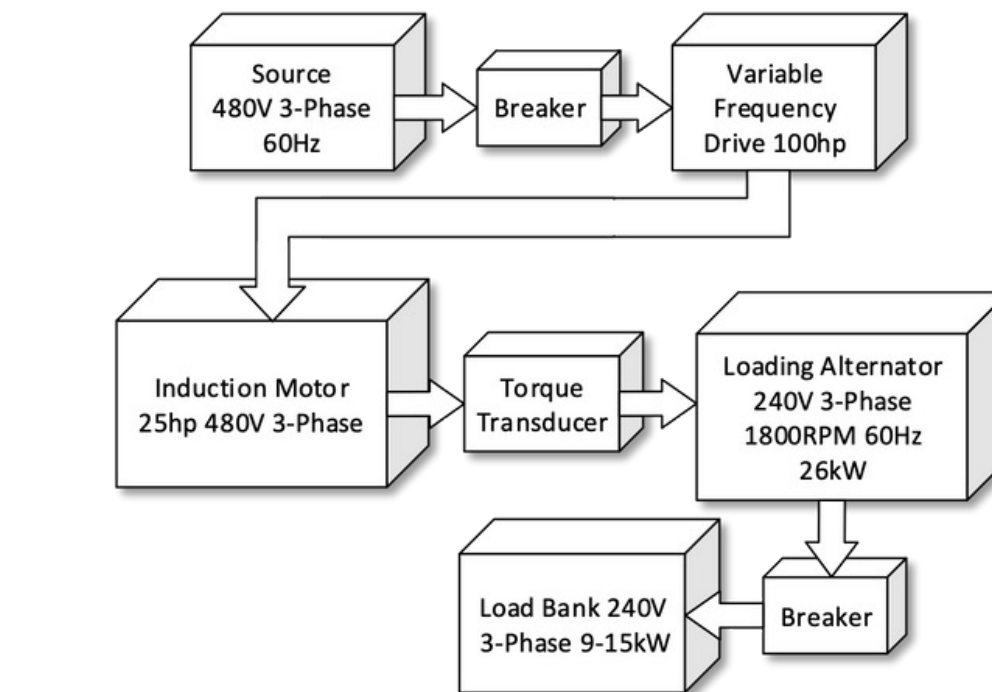 Source
480V 3-Phase
60Hz
Breaker
Variable
Frequency
Drive 100hp
Induction Motor
25hp 480V 3-Phase
Torque
Transducer
Loading Alternator
240V 3-Phase
1800RPM 60Hz
26kW
Breaker
Load Bank 240V
3-Phase 9-15kW